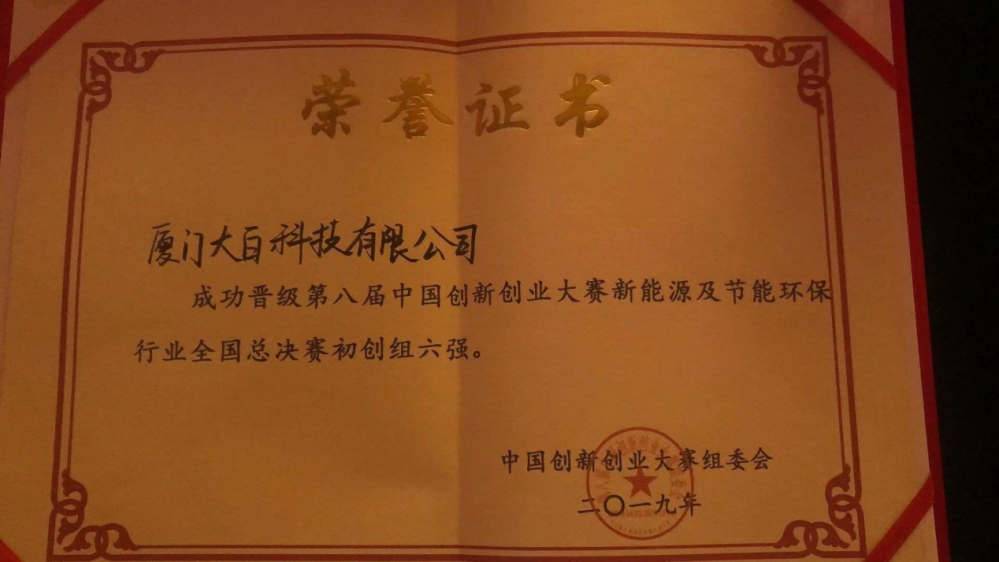 荣誉证书
厦门大百科技有限公司
成功晋级第八届中国创新创业大赛新能源及节能环保
行业全国总决赛初创组六强。
中国创新创业大赛组委会
二〇一九年